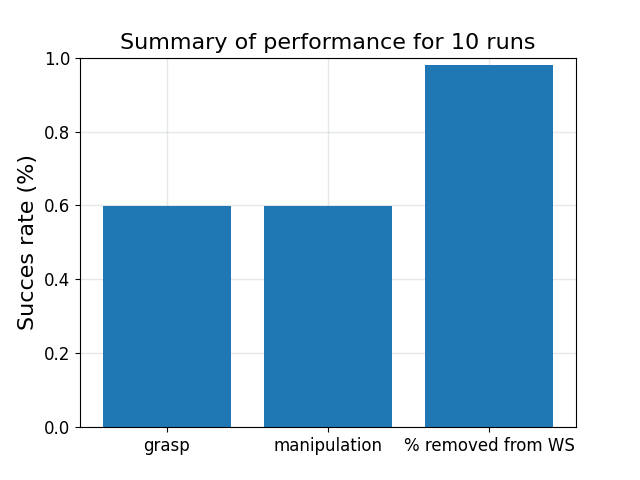 Summary of performance for 10 runs
Succes rate (%)
1.0
0.8
0.6
0.4
0.2
0.0
grasp
manipulation
% removed from WS